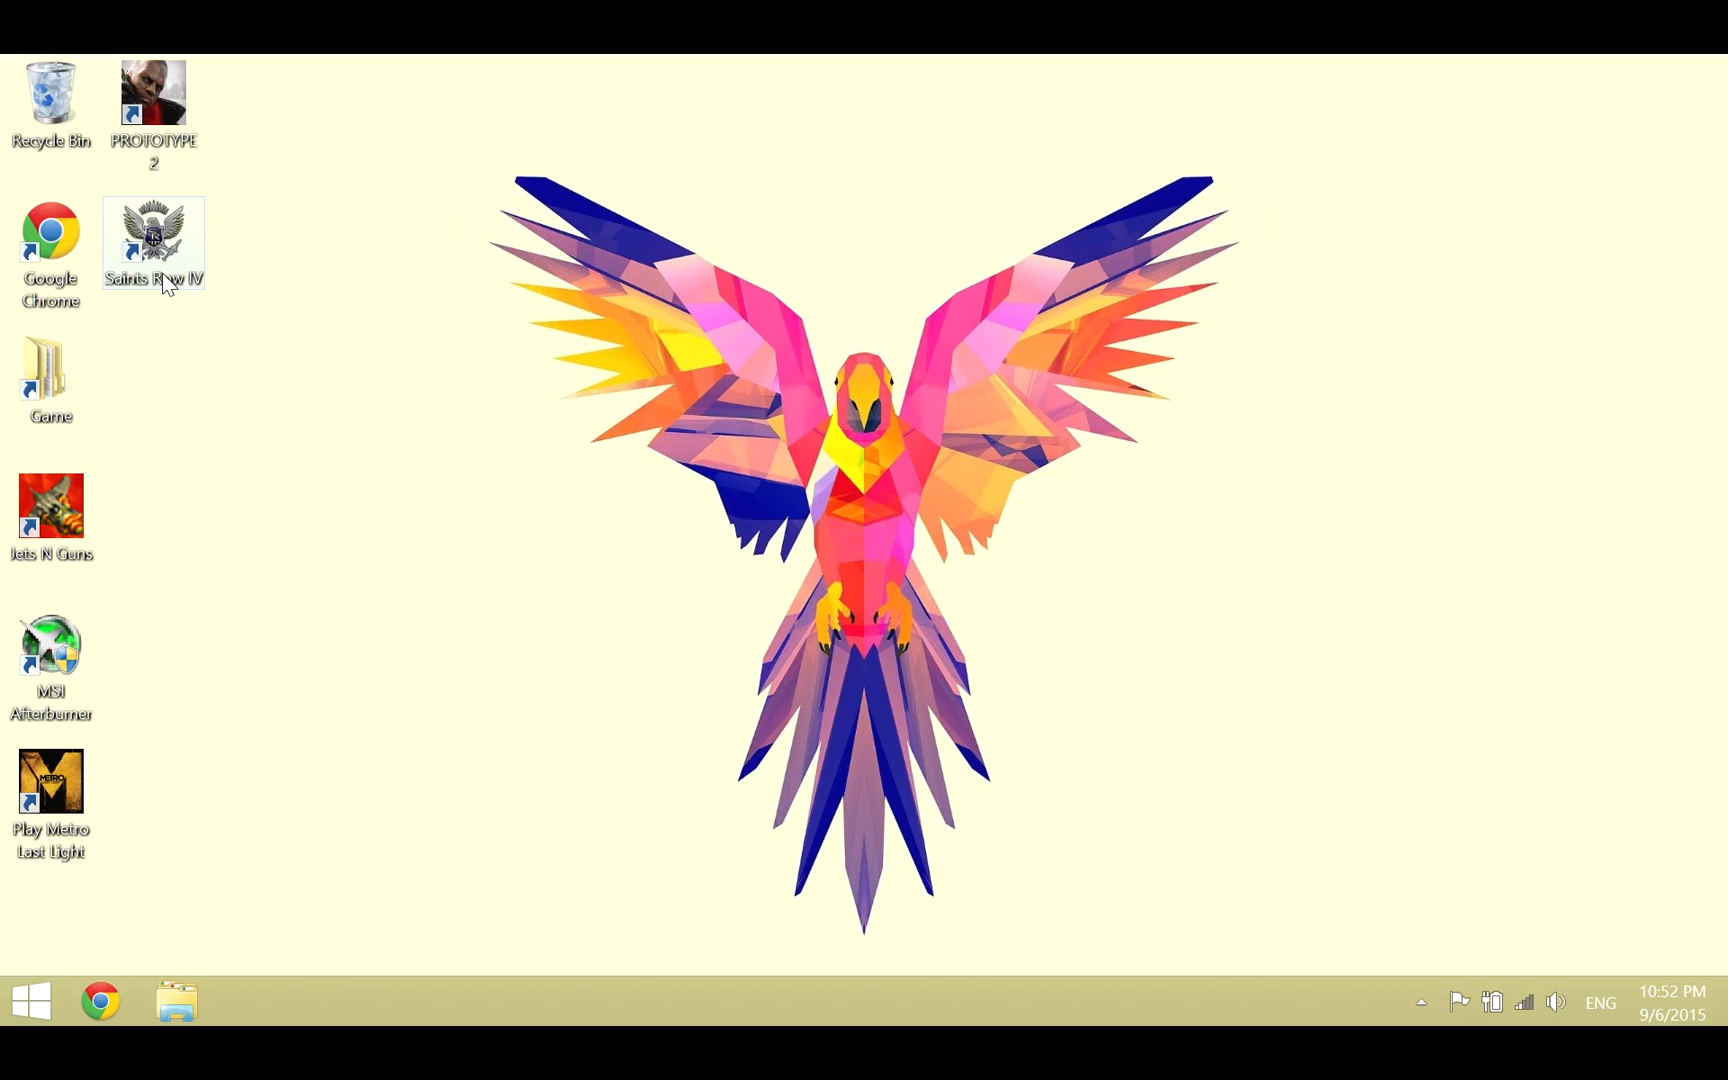 Recycle Bin
PROTOTYPE
2
Google
Chrome
Saints Row IV
Game
Jets N Guns
MSI
Afterburner
METRO
Play Metro
Last Light
ENG
10:52 PM
9/6/2015